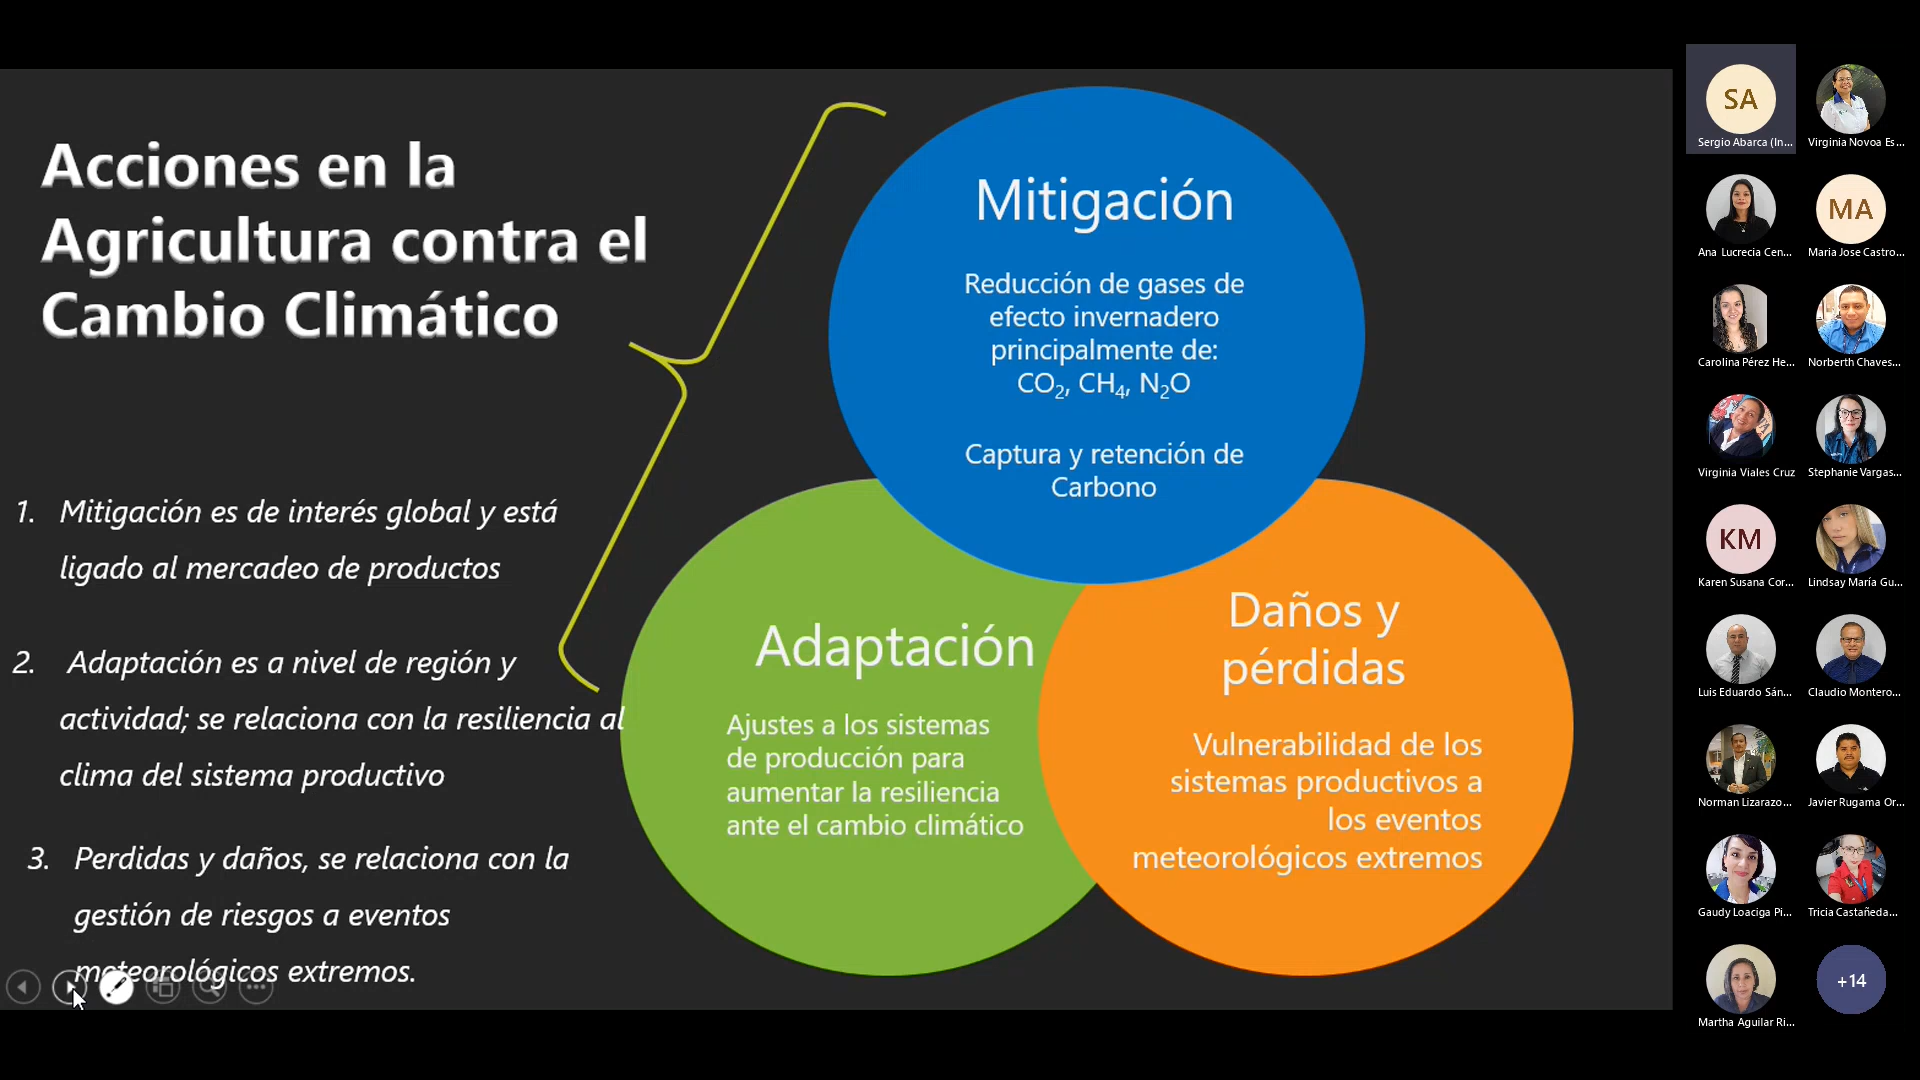 Acciones en la
Agricultura contra el
Cambio Climático
1. Mitigación es de interés global y está
ligado al mercadeo de productos
2. Adaptación es a nivel de región y
actividad; se relaciona con la resiliencia al
clima del sistema productivo
3. Perdidas y daños, se relaciona con la
gestión de riesgos a eventos
meteorológicos extremos.
Mitigación
Reducción de gases de
efecto invernadero
principalmente de:
CO₂, CH₄, N₂O
Captura y retención de
Carbono
Adaptación
Ajustes a los sistemas
de producción para
aumentar la resiliencia
ante el cambio climático
Daños y
pérdidas
Vulnerabilidad de los
sistemas productivos a
los eventos
meteorológicos extremos
SA
Sergio Abarca (In...
Virginia Novoa Es...
Ana Lucrecia Cen...
MA
Maria Jose Castro...
Carolina Pérez He...
Norberth Chaves...
Virginia Viales Cruz
Stephanie Vargas...
KM
Karen Susana Cor...
Lindsay María Gu...
Luis Eduardo Sán...
Claudio Montero...
Norman Lizarazo...
Javier Rugama Or...
Gaudy Loaciga Pi...
Tricia Castañeda...
Martha Aguilar Ri...
+14